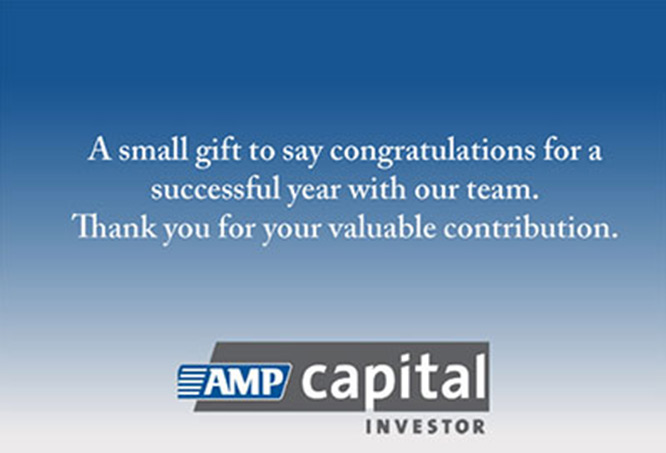 A small gift to say congratulations for a
successful year with our team.
Thank you for your valuable contribution.
AMP capital
INVESTOR